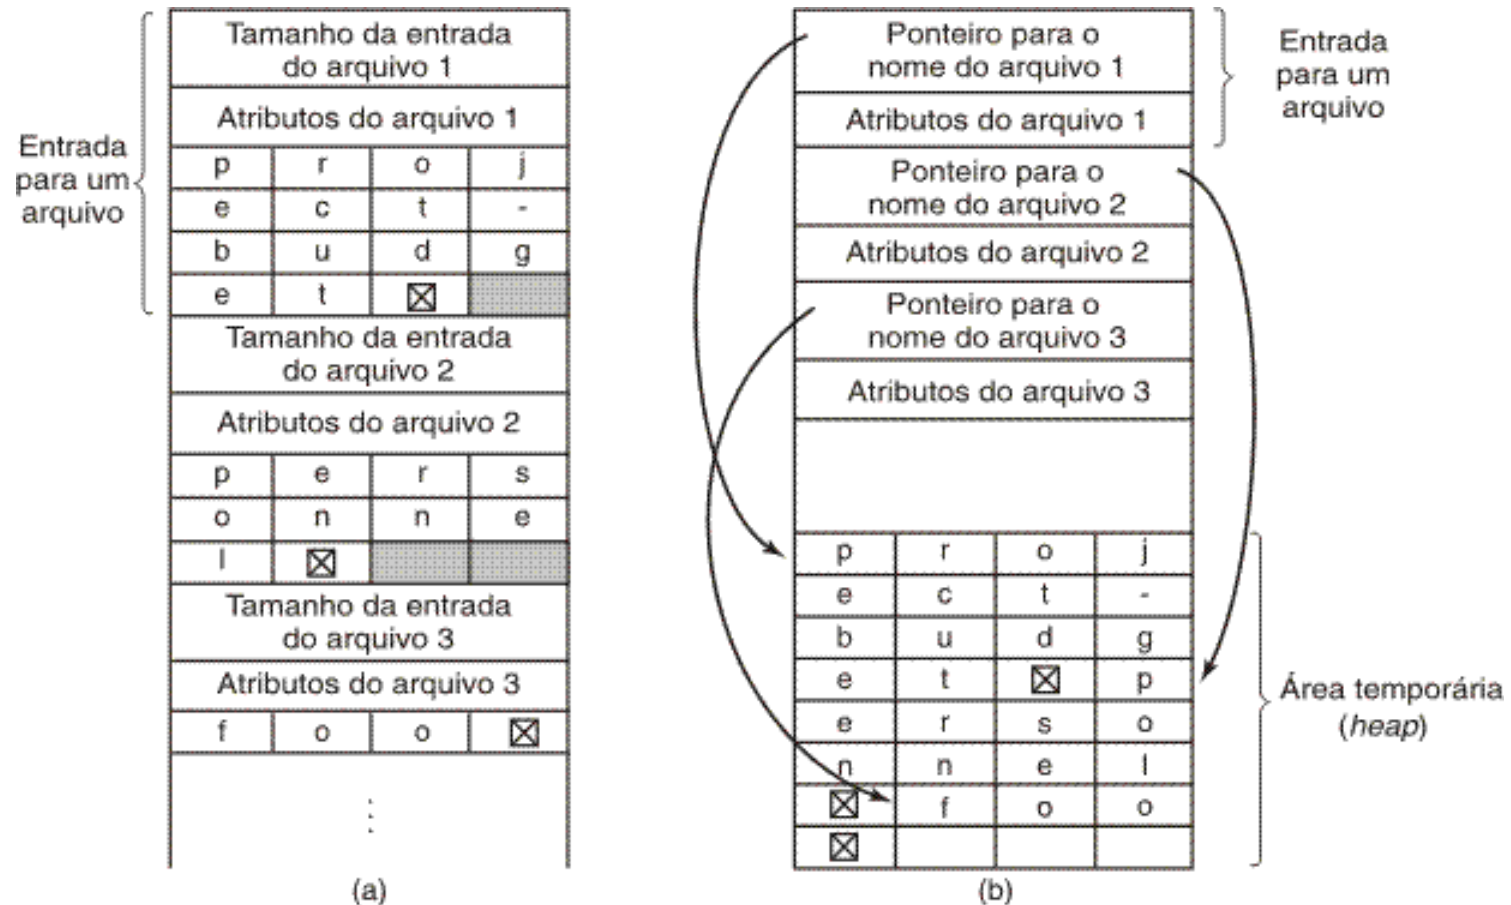 Tamanho da entrada
do arquivo 1
Atributos do arquivo 1
Entrada
para um
arquivo
p r o j
e c t -
b u d g
e t ☒
Tamanho da entrada
do arquivo 2
Atributos do arquivo 2
p e r s
o n n e
l ☒
Tamanho da entrada
do arquivo 3
Atributos do arquivo 3
f o o ☒
⋮
(a)
Ponteiro para o
nome do arquivo 1
Entrada
para um
arquivo
Atributos do arquivo 1
Ponteiro para o
nome do arquivo 2
Atributos do arquivo 2
Ponteiro para o
nome do arquivo 3
Atributos do arquivo 3
p r o j
e c t -
b u d g
e t ☒ p
e r s o
n n e l
☒ f o o
☒
Área temporária
(heap)
(b)